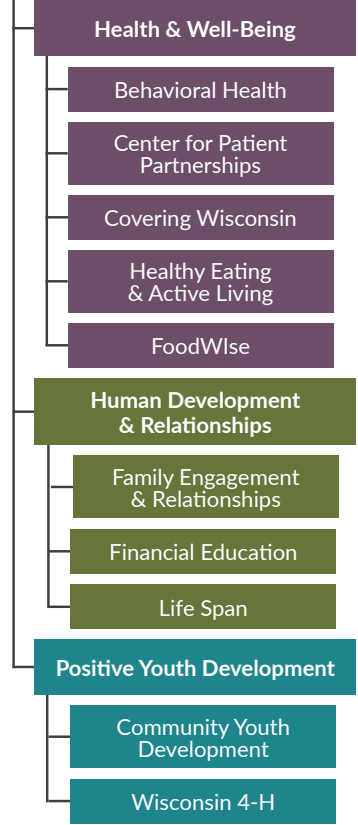 Health & Well-Being
Behavioral Health
Center for Patient
Partnerships
Covering Wisconsin
Healthy Eating
& Active Living
FoodWIse
Human Development
& Relationships
Family Engagement
& Relationships
Financial Education
Life Span
Positive Youth Development
Community Youth
Development
Wisconsin 4-H